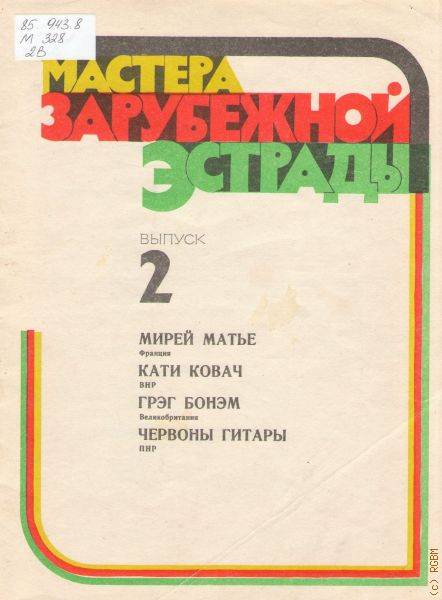 85 943.8
М 328
2В
МАСТЕРА
ЗАРУБЕЖНОЙ
ЭСТРАДЫ
ВЫПУСК
2
МИРЕЙ МАТЬЕ
Франция
КАТИ КОВАЧ
ВНР
ГРЭГ БОНЭМ
Великобритания
ЧЕРВОНЫ ГИТАРЫ
ПНР
(c) RGBM